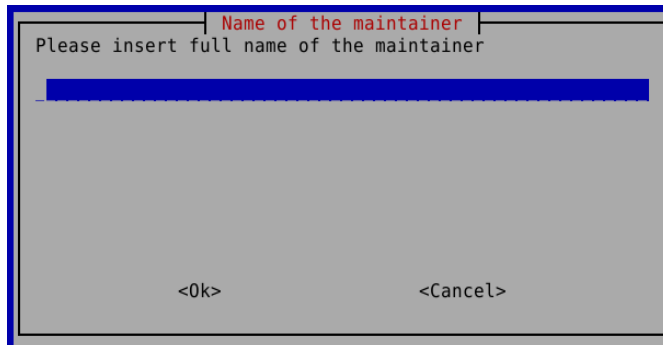 Name of the maintainer
Please insert full name of the maintainer
<Ok> <Cancel>